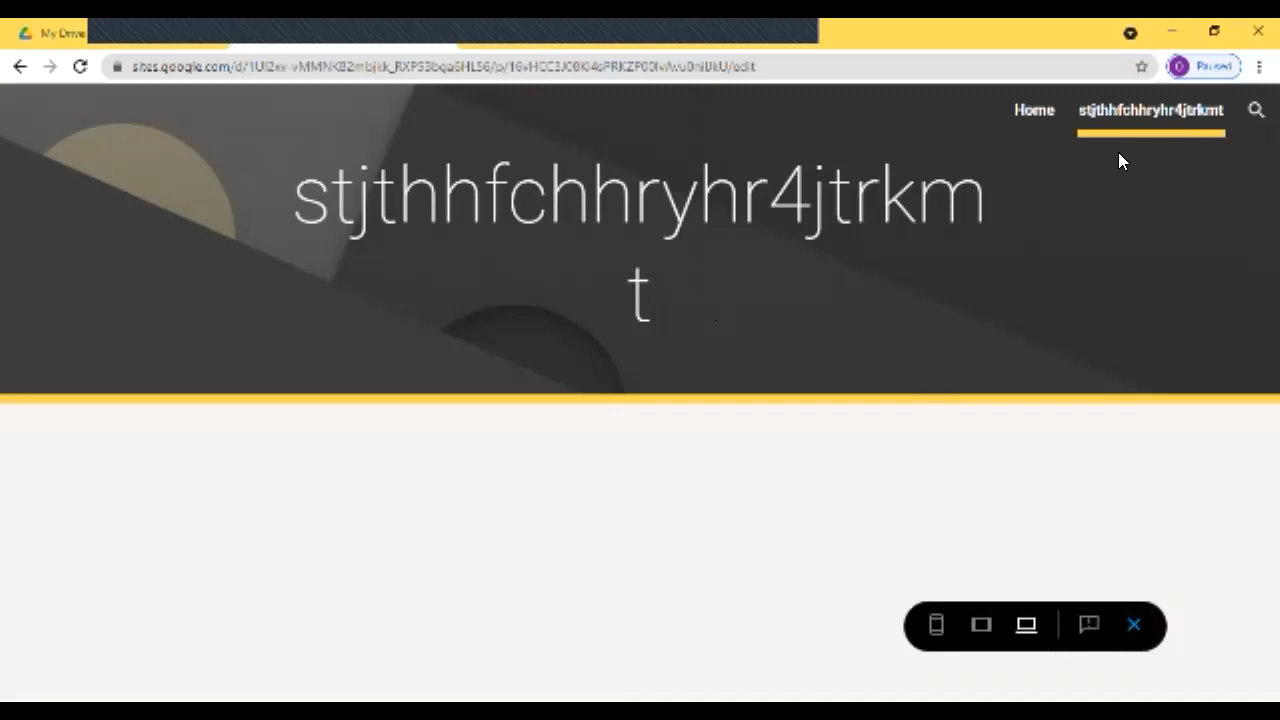 My Drive
Paused
Home
stjthhfchhryhr4jtrkmt
stjthhfchhryhr4jtrkm
t